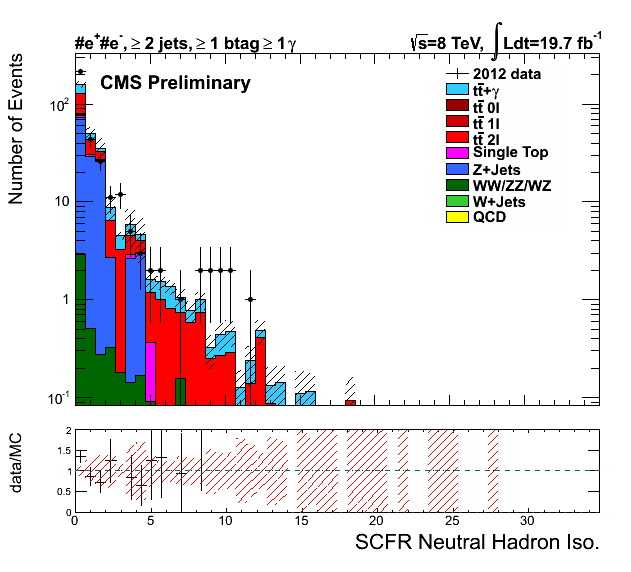 #e⁺#e⁻, ≥ 2 jets, ≥ 1 btag ≥ 1 γ
√s=8 TeV, ∫ Ldt=19.7 fb⁻¹
CMS Preliminary
Number of Events
10²
10
1
10⁻¹
2012 data
tt̄+γ
tt̄ 0l
tt̄ 1l
tt̄ 2l
Single Top
Z+Jets
WW/ZZ/WZ
W+Jets
QCD
data/MC
2
1.5
1
0.5
0
0 5 10 15 20 25 30
SCFR Neutral Hadron Iso.